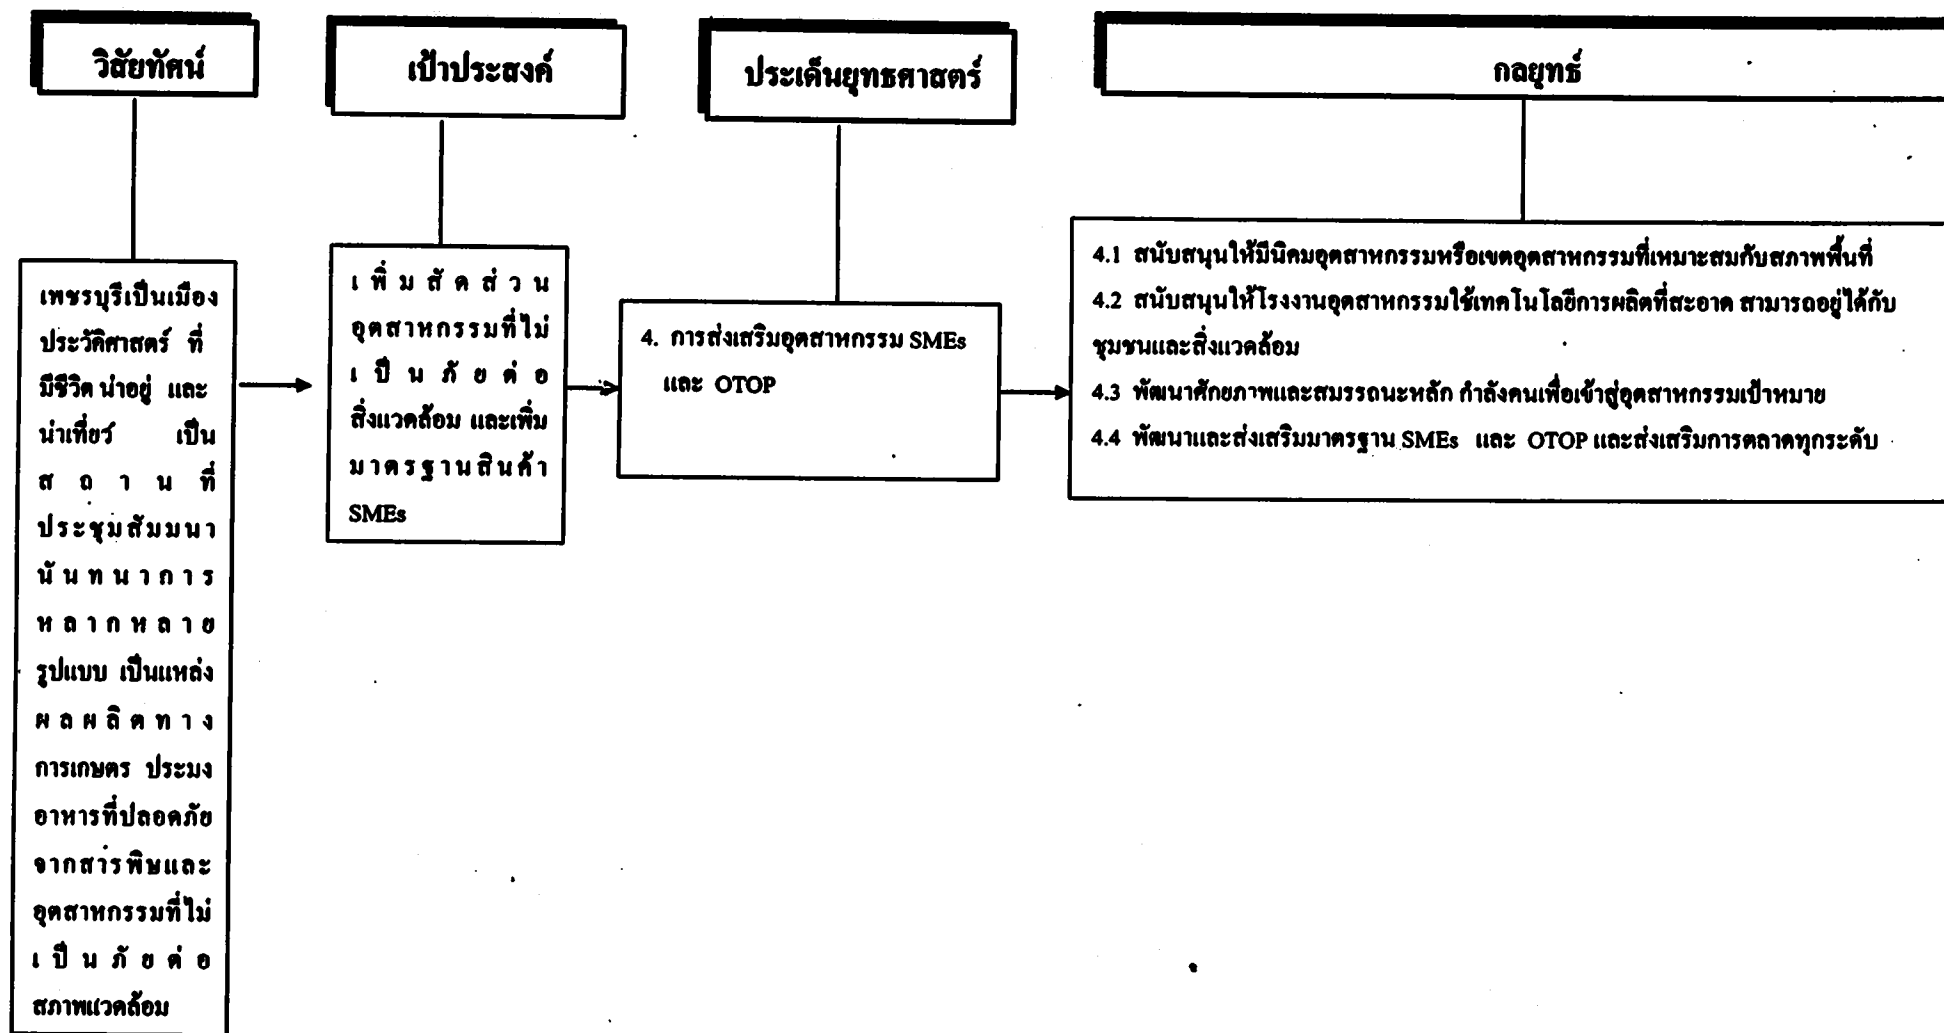 วิสัยทัศน์
เป้าประสงค์
ประเด็นยุทธศาสตร์
กลยุทธ์
เพชรบุรีเป็นเมือง
ประวัติศาสตร์ ที่
มีชีวิต น่าอยู่ และ
น่าเที่ยว เป็น
สถานที่
ประชุมสัมมนา
นันทนาการ
หลากหลาย
รูปแบบ เป็นแหล่ง
ผลผลิตทาง
การเกษตร ประมง
อาหารที่ปลอดภัย
จากสารพิษและ
อุตสาหกรรมที่ไม่
เป็นภัยต่อ
สภาพแวดล้อม
เพิ่มสัดส่วน
อุตสาหกรรมที่ไม่
เป็นภัยต่อ
สิ่งแวดล้อม และเพิ่ม
มาตรฐานสินค้า
SMEs
4. การส่งเสริมอุตสาหกรรม SMEs
และ OTOP
4.1 สนับสนุนให้มีนิคมอุตสาหกรรมหรือเขตอุตสาหกรรมที่เหมาะสมกับสภาพพื้นที่
4.2 สนับสนุนให้โรงงานอุตสาหกรรมใช้เทคโนโลยีการผลิตที่สะอาด สามารถอยู่ได้กับ
ชุมชนและสิ่งแวดล้อม
4.3 พัฒนาศักยภาพและสมรรถนะหลัก กำลังคนเพื่อเข้าสู่อุตสาหกรรมเป้าหมาย
4.4 พัฒนาและส่งเสริมมาตรฐาน SMEs และ OTOP และส่งเสริมการตลาดทุกระดับ